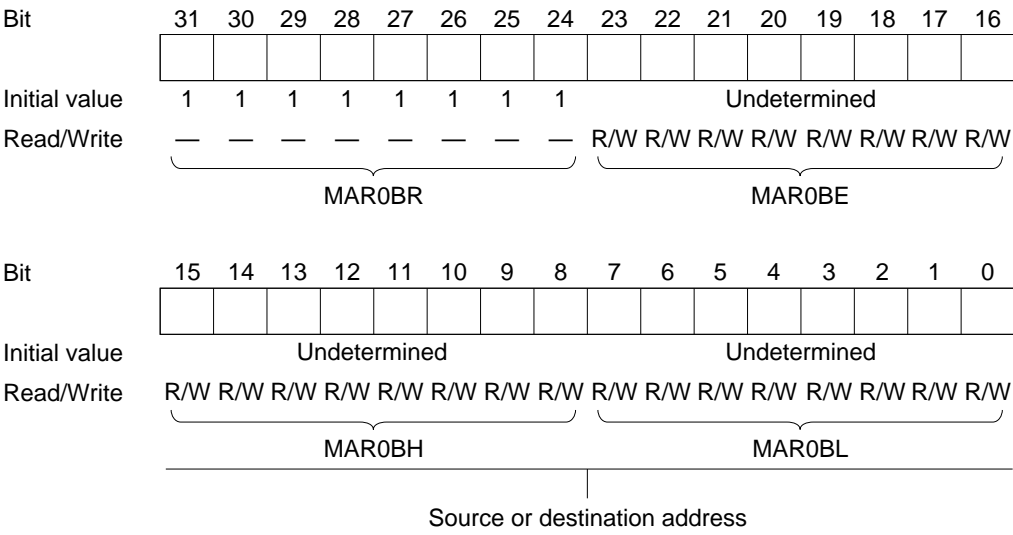 Bit 31 30 29 28 27 26 25 24 23 22 21 20 19 18 17 16
Initial value 1 1 1 1 1 1 1 1 Undetermined
Read/Write — — — — — — — — R/W R/W R/W R/W R/W R/W R/W R/W
MAR0BR MAR0BE
Bit 15 14 13 12 11 10 9 8 7 6 5 4 3 2 1 0
Initial value Undetermined Undetermined
Read/Write R/W R/W R/W R/W R/W R/W R/W R/W R/W R/W R/W R/W R/W R/W R/W R/W
MAR0BH MAR0BL
Source or destination address